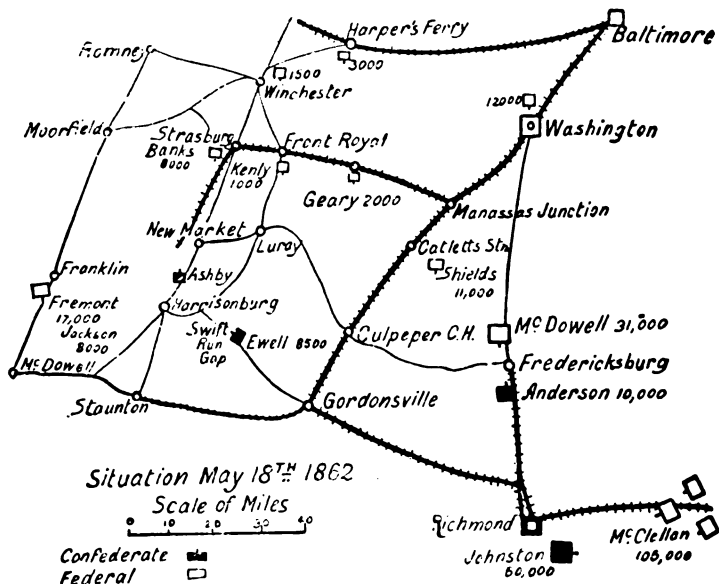 Harper's Ferry
Baltimore
Romney
3000
1500
Winchester
12000
Moorfield
Washington
Strasburg
Front Royal
Banks
8000
Kenly
1000
Geary 2000
Manassas Junction
New Market
Luray
Catletts Stn
Franklin
Ashby
Shields
11,000
Fremont
17,000
Jackson
8000
Harrisonburg
Swift
Run
Gap
Ewell 8500
Culpeper C.H.
McDowell 31,000
McDowell
Fredericksburg
Anderson 10,000
Staunton
Gordonsville
Situation May 18TH 1862
Scale of Miles
0 10 20 30 40
Richmond
McClellan
105,000
Johnston
60,000
Confederate
Federal